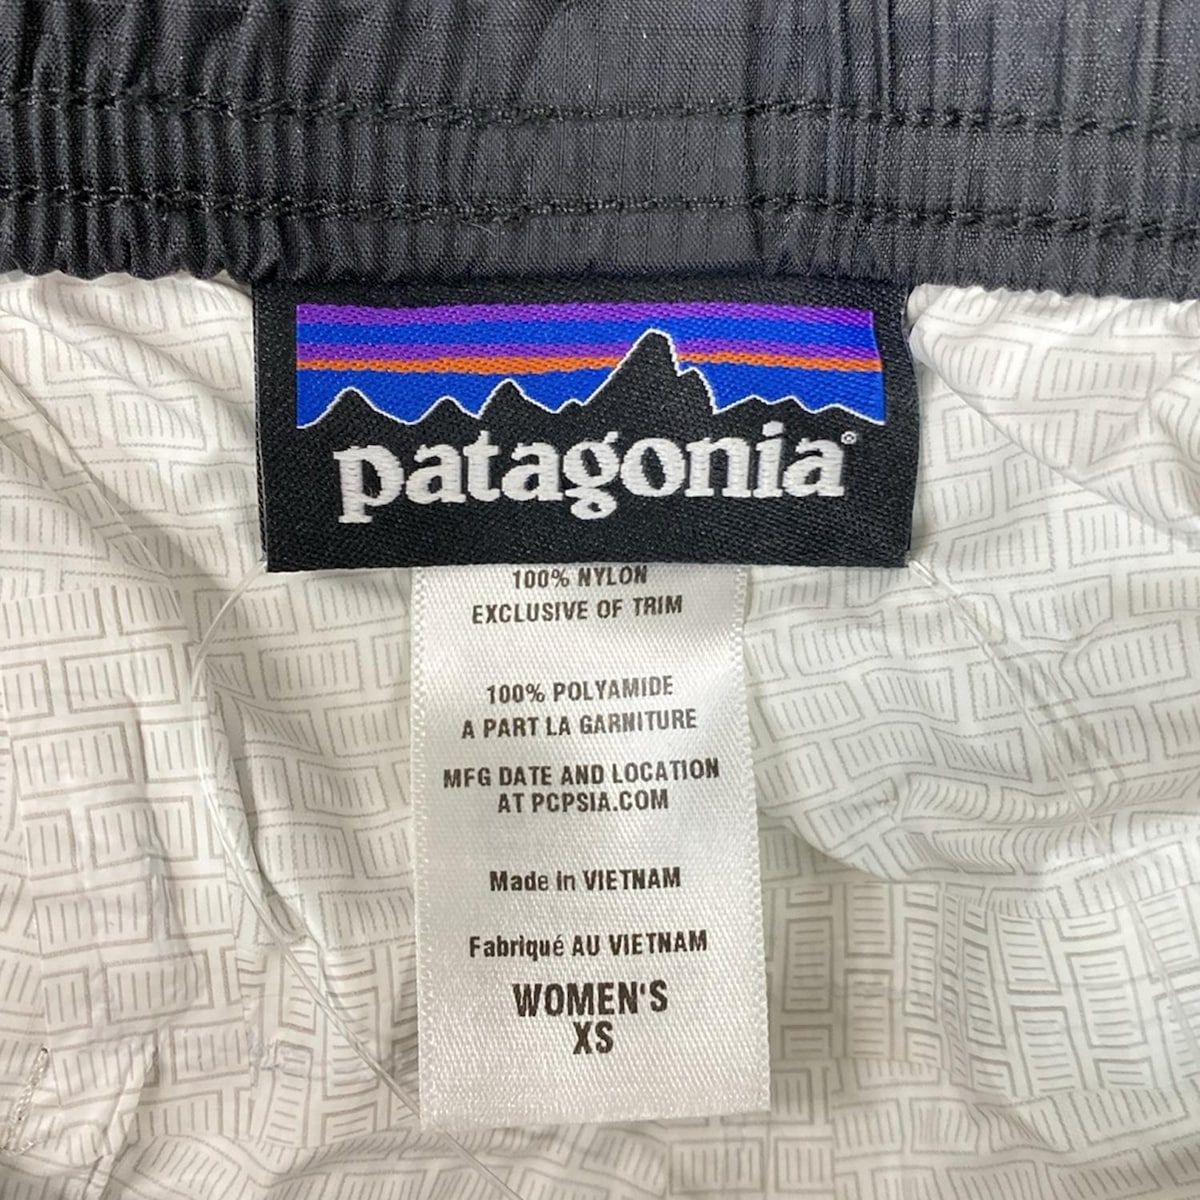 patagonia®
100% NYLON
EXCLUSIVE OF TRIM
100% POLYAMIDE
A PART LA GARNITURE
MFG DATE AND LOCATION
AT PCPSIA.COM
Made in VIETNAM
Fabriqué AU VIETNAM
WOMEN'S
XS